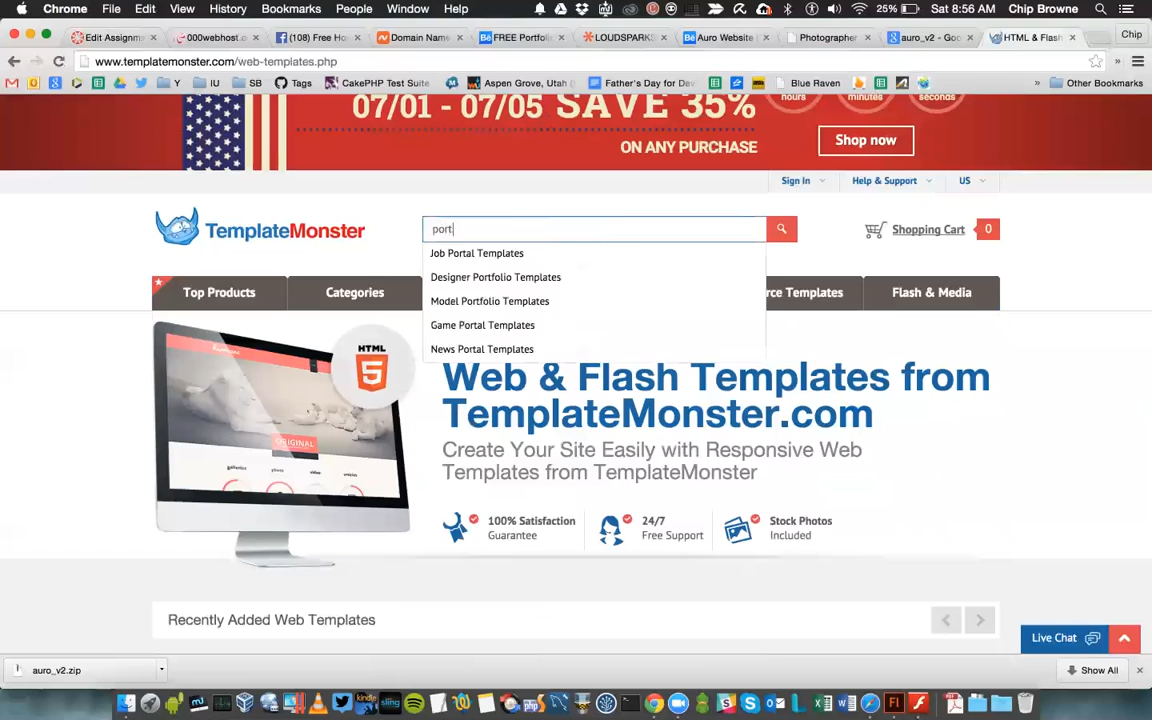 Chrome File Edit View History Bookmarks People Window Help 25% Sat 8:56 AM Chip Browne
Edit Assignm 000webhost. (108) Free Ho Domain Name FREE Portfoli LOUDSPARKS Auro Website Photographer auro_v2 - Goo HTML & Flash Chip
www.templatemonster.com/web-templates.php
Y IU SB Tags CakePHP Test Suite Aspen Grove, Utah ( Father's Day for Dev Blue Raven » Other Bookmarks
07/01 - 07/05 SAVE 35% hours minutes seconds
ON ANY PURCHASE
Shop now
Sign In Help & Support US
TemplateMonster
port
Shopping Cart 0
Job Portal Templates
Designer Portfolio Templates
Model Portfolio Templates
Game Portal Templates
News Portal Templates
Top Products Categories rce Templates Flash & Media
HTML
5
ORIGINAL
Web & Flash Templates from
TemplateMonster.com
Create Your Site Easily with Responsive Web
Templates from TemplateMonster
100% Satisfaction
Guarantee
24/7
Free Support
Stock Photos
Included
Recently Added Web Templates
Live Chat
auro_v2.zip
Show All